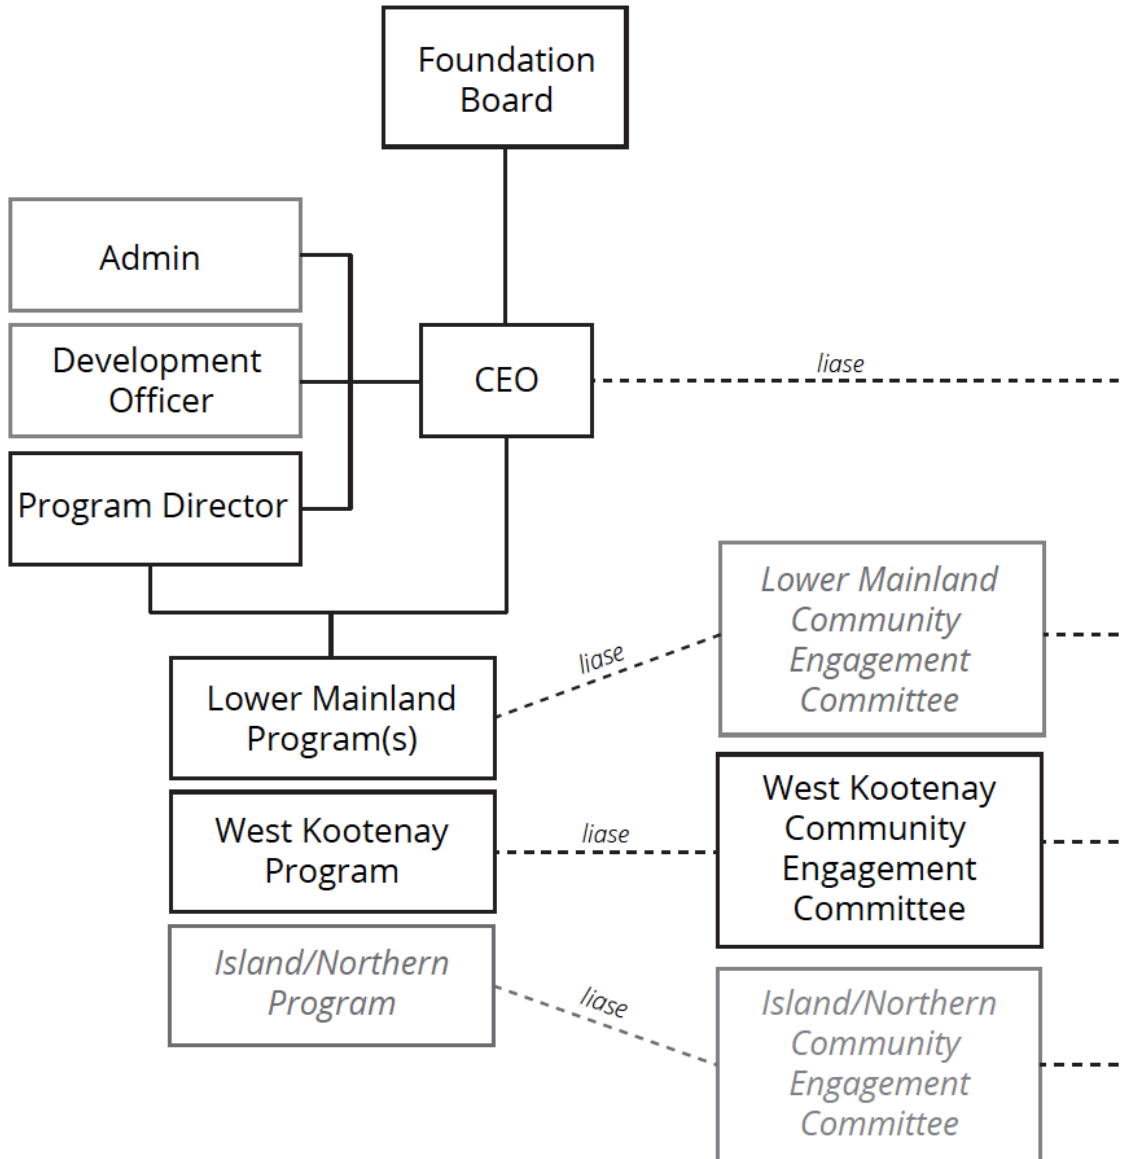 Foundation
Board
Admin
Development
Officer
Program Director
CEO
liase
Lower Mainland
Program(s)
liase
Lower Mainland
Community
Engagement
Committee
West Kootenay
Program
liase
West Kootenay
Community
Engagement
Committee
Island/Northern
Program
liase
Island/Northern
Community
Engagement
Committee